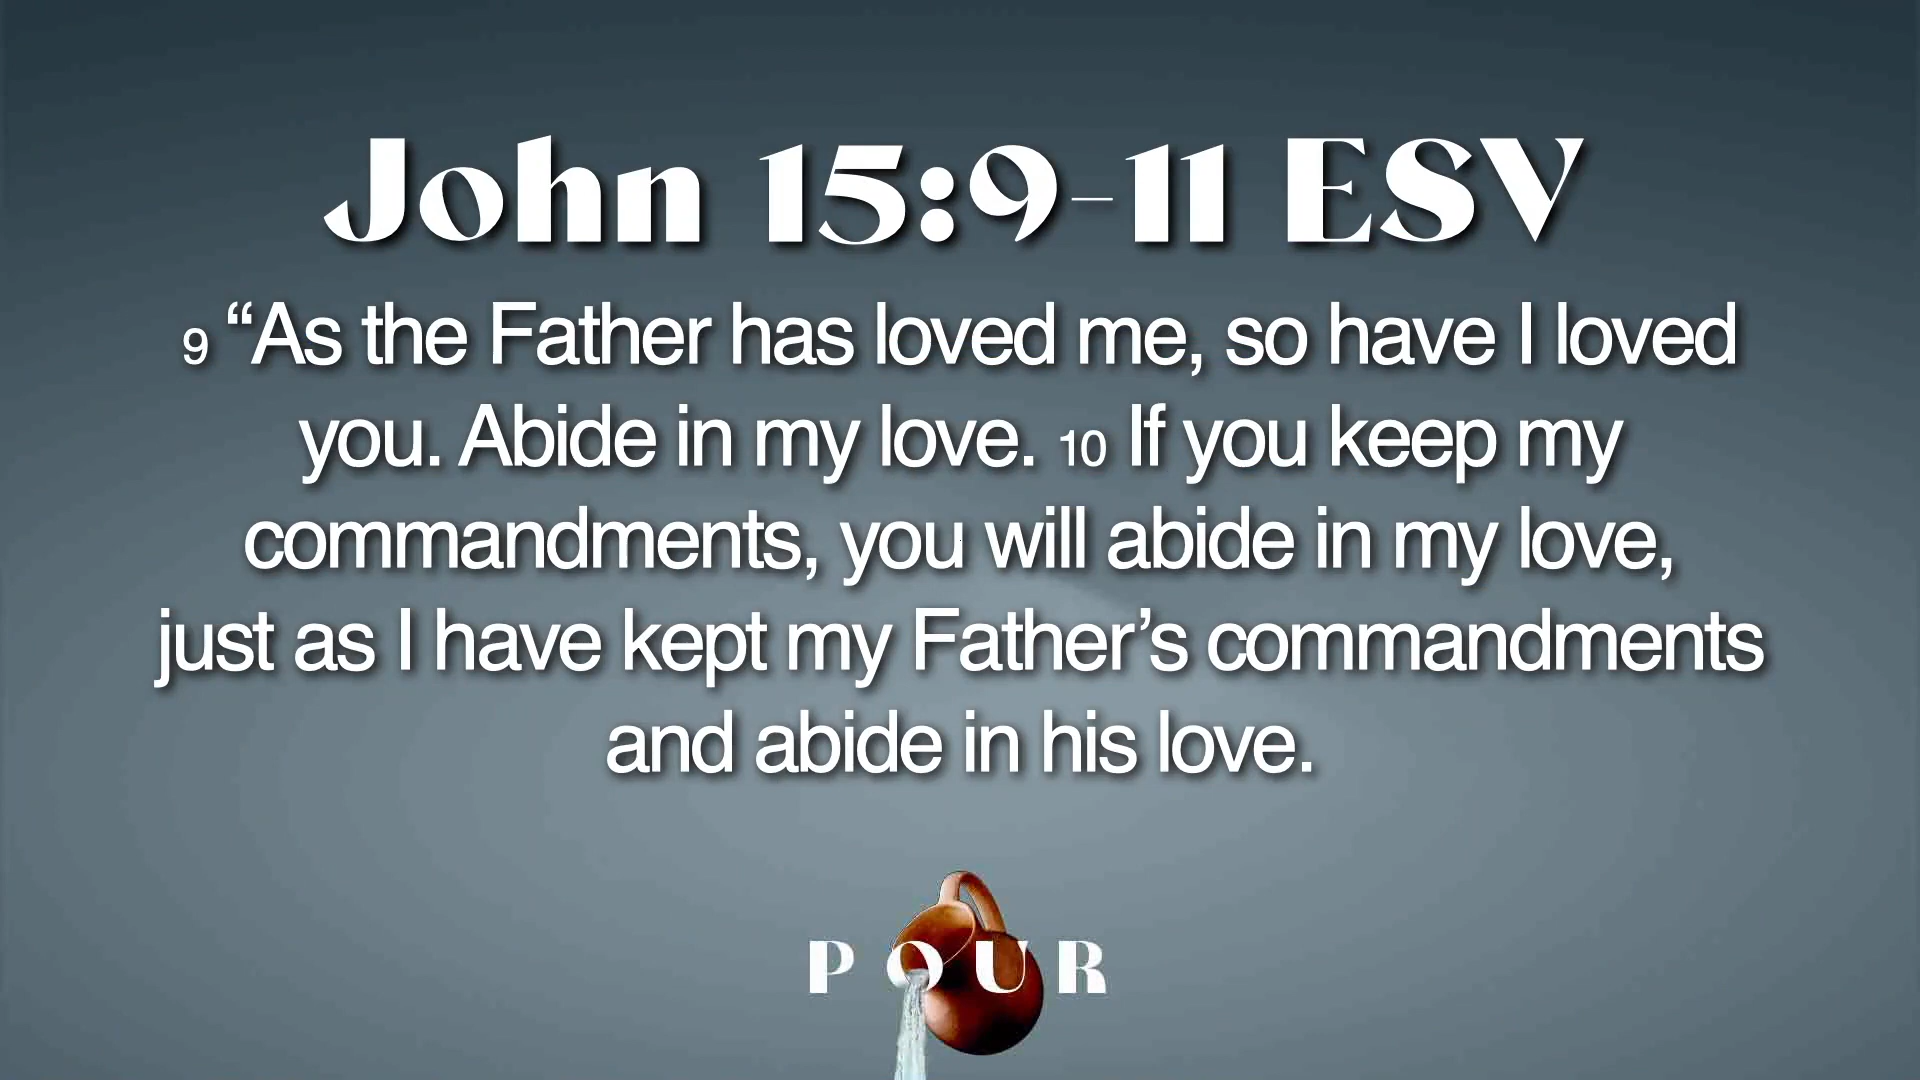 John 15:9-11 ESV
9 “As the Father has loved me, so have I loved
you. Abide in my love. 10 If you keep my
commandments, you will abide in my love,
just as I have kept my Father’s commandments
and abide in his love.
POUR